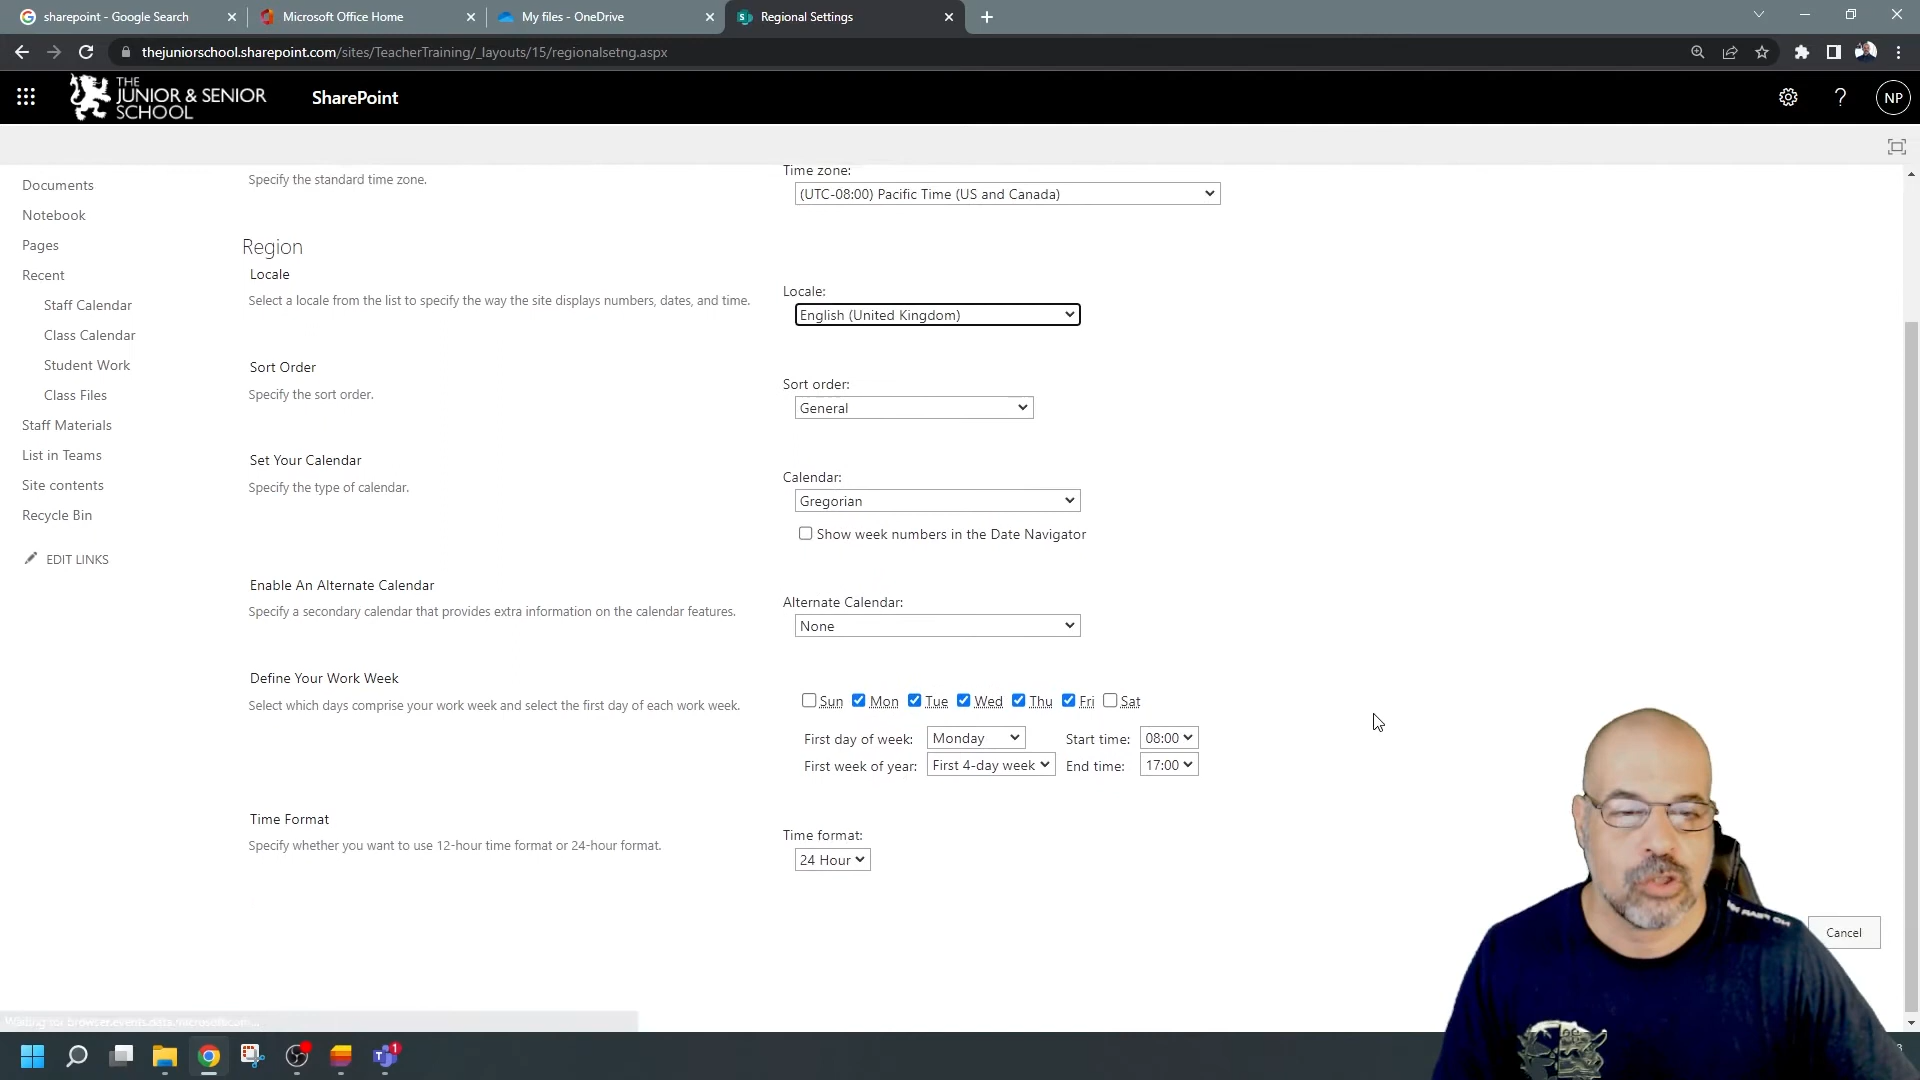 sharepoint - Google Search
Microsoft Office Home
My files - OneDrive
Regional Settings
thejuniorschool.sharepoint.com/sites/TeacherTraining/_layouts/15/regionalsetng.aspx
THE
JUNIOR & SENIOR
SCHOOL
SharePoint
?
NP
Documents
Notebook
Pages
Recent
Staff Calendar
Class Calendar
Student Work
Class Files
Staff Materials
List in Teams
Site contents
Recycle Bin
EDIT LINKS
Specify the standard time zone.
Time zone:
(UTC-08:00) Pacific Time (US and Canada)
Region
Locale
Select a locale from the list to specify the way the site displays numbers, dates, and time.
Locale:
English (United Kingdom)
Sort Order
Specify the sort order.
Sort order:
General
Set Your Calendar
Specify the type of calendar.
Calendar:
Gregorian
Show week numbers in the Date Navigator
Enable An Alternate Calendar
Specify a secondary calendar that provides extra information on the calendar features.
Alternate Calendar:
None
Define Your Work Week
Select which days comprise your work week and select the first day of each work week.
Sun Mon Tue Wed Thu Fri Sat
First day of week: Monday Start time: 08:00
First week of year: First 4-day week End time: 17:00
Time Format
Specify whether you want to use 12-hour time format or 24-hour format.
Time format:
24 Hour
Cancel
1